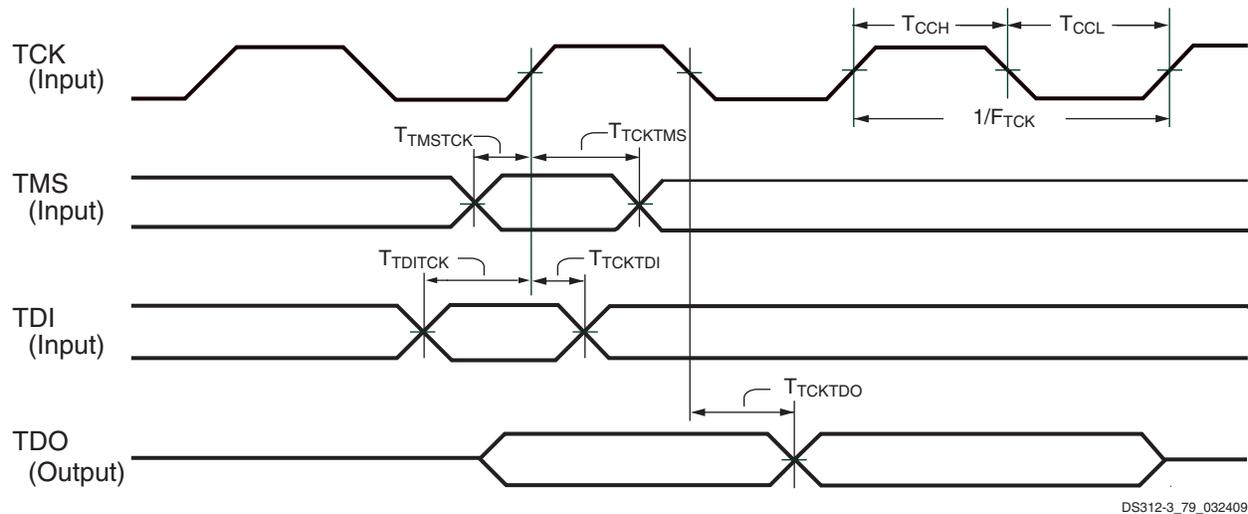 TCCH TCCL
TCK
(Input)
1/FTCK
TTMSTCK TTCKTMS
TMS
(Input)
TTDITCK TTCKTDI
TDI
(Input)
TTCKTDO
TDO
(Output)
DS312-3_79_032409